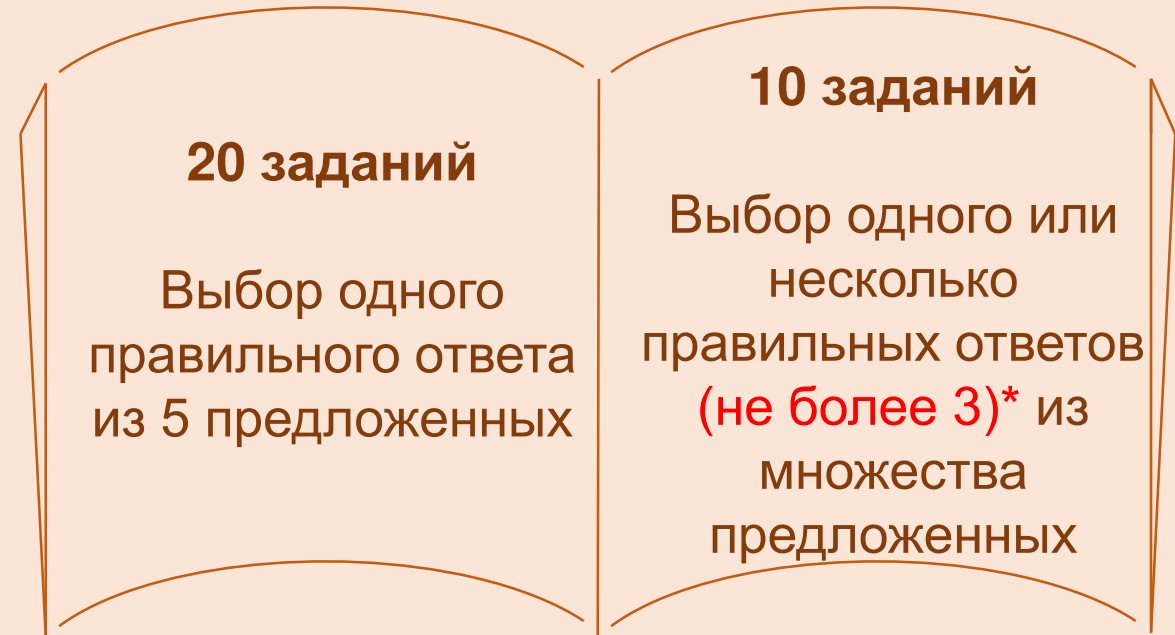 20 заданий
Выбор одного
правильного ответа
из 5 предложенных
10 заданий
Выбор одного или
несколько
правильных ответов
(не более 3)* из
множества
предложенных